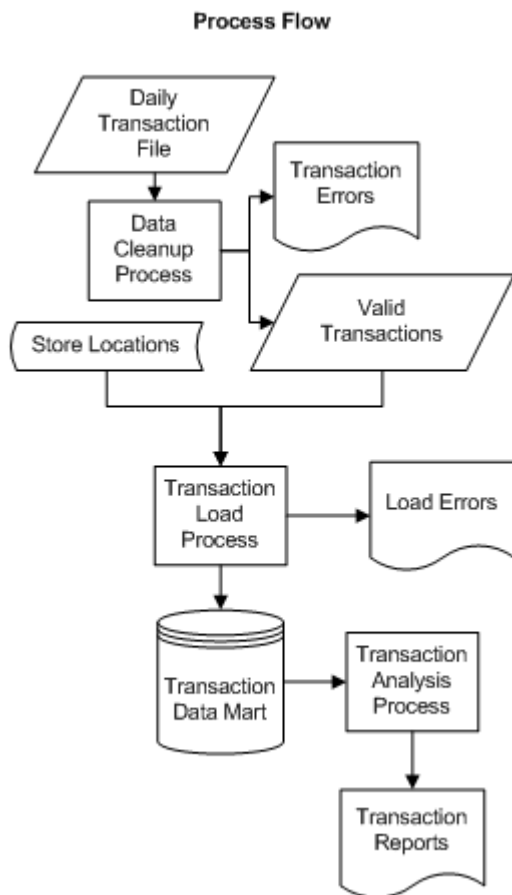 Process Flow
Daily
Transaction
File
Transaction
Errors
Data
Cleanup
Process
Valid
Transactions
Store Locations
Transaction
Load
Process
Load Errors
Transaction
Data Mart
Transaction
Analysis
Process
Transaction
Reports